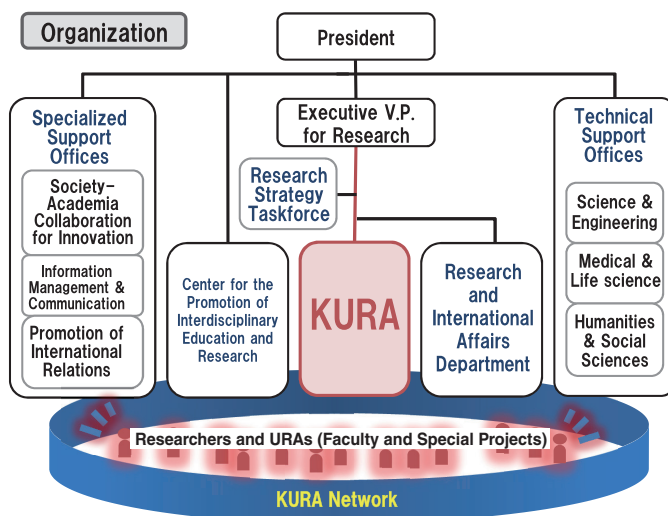 Organization
President
Specialized
Support
Offices
Society-
Academia
Collaboration
for Innovation
Information
Management &
Communication
Promotion of
International
Relations
Executive V.P.
for Research
Research
Strategy
Taskforce
Center for the
Promotion of
Interdisciplinary
Education and
Research
KURA
Research
and
International
Affairs
Department
Technical
Support
Offices
Science &
Engineering
Medical &
Life science
Humanities
& Social
Sciences
Researchers and URAs (Faculty and Special Projects)
KURA Network